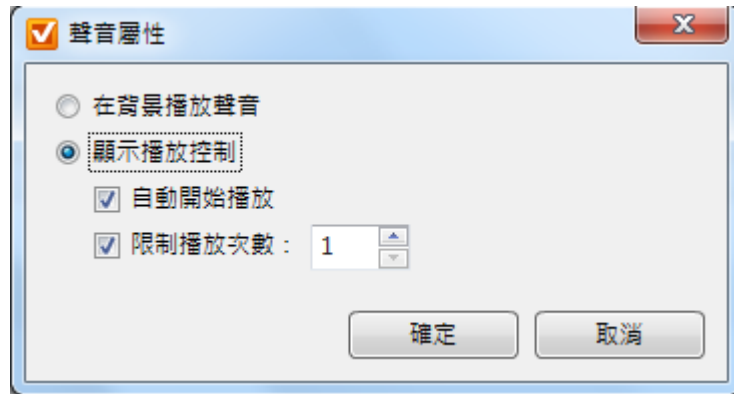 聲音屬性
在背景播放聲音
顯示播放控制
自動開始播放
限制播放次數： 1
確定 取消